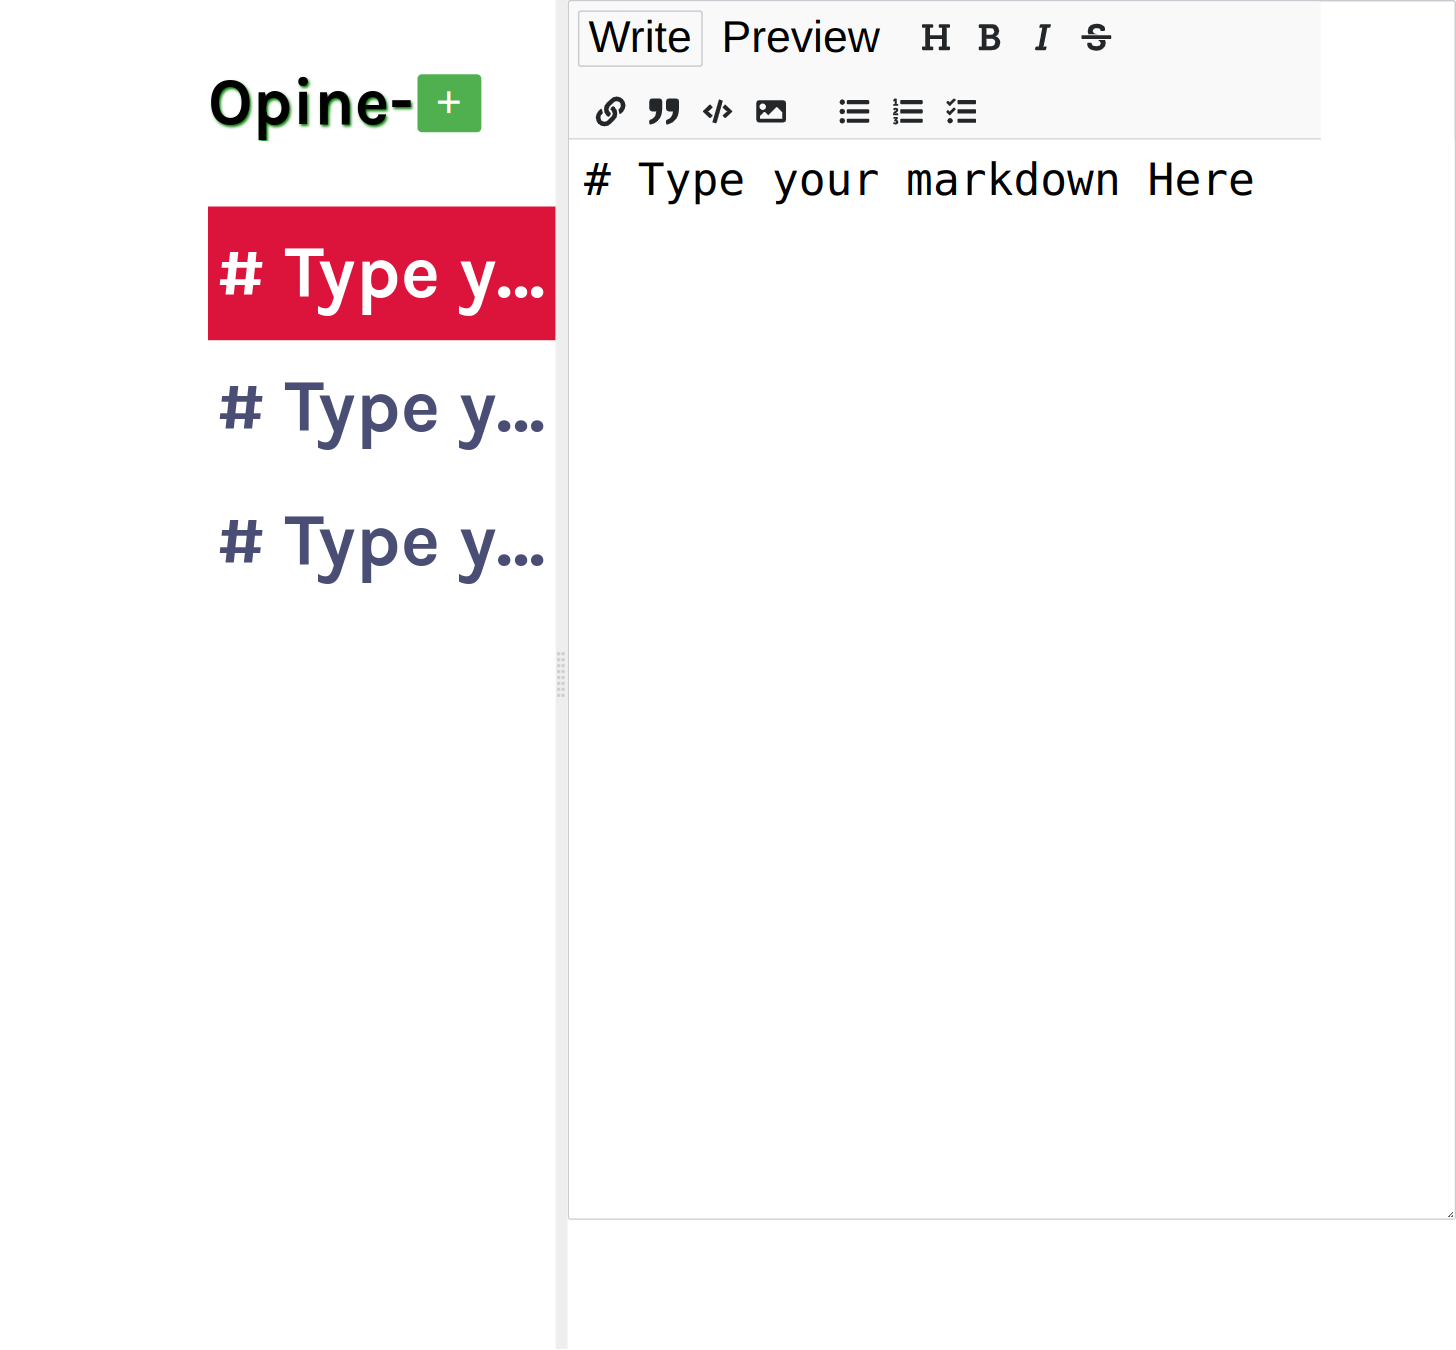 Opine-+
# Type y...
# Type y...
# Type y...
Write Preview H B I S
# Type your markdown Here